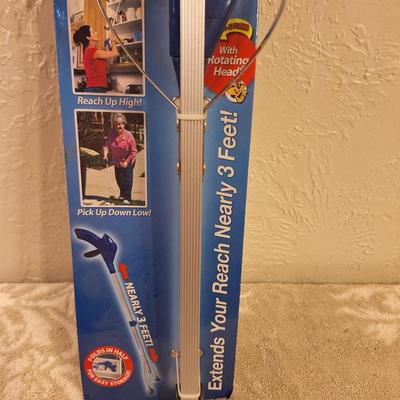 With
Rotating
Head!
Reach Up High!
Pick Up Down Low!
NEARLY 3 FEET!
FOLDS IN HALF
FOR EASY STORAGE!
Extends Your Reach Nearly 3 Feet!